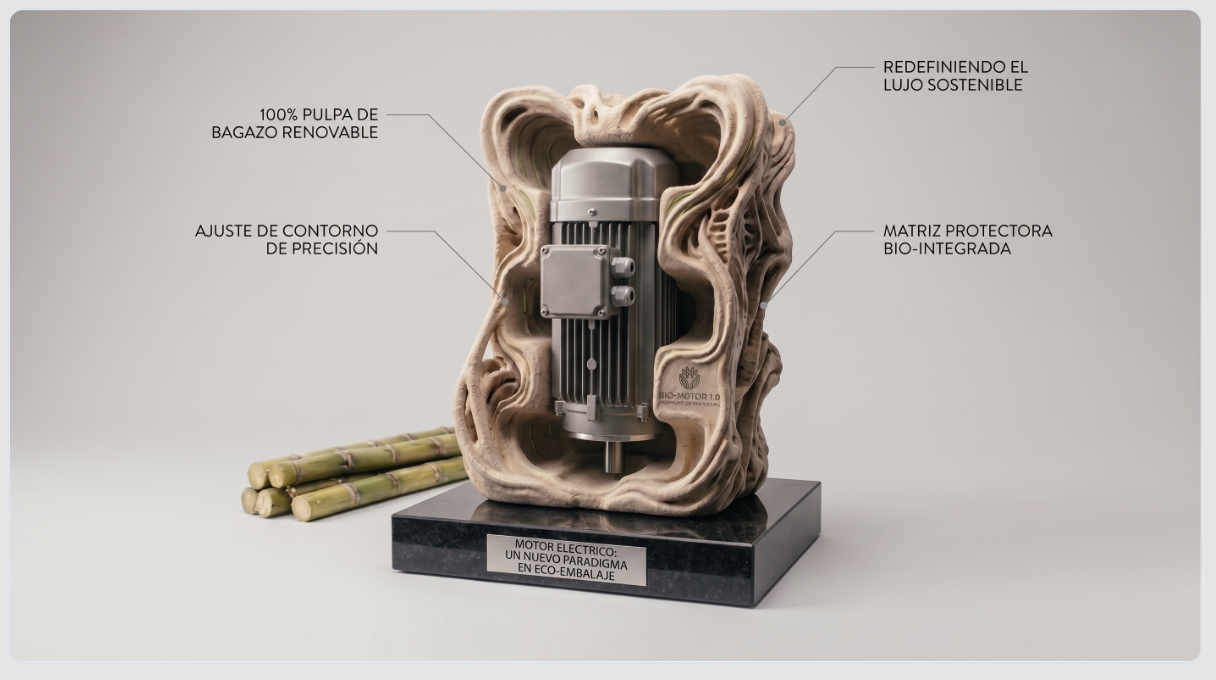 100% PULPA DE
BAGAZO RENOVABLE
REDEFINIENDO EL
LUJO SOSTENIBLE
AJUSTE DE CONTORNO
DE PRECISIÓN
MATRIZ PROTECTORA
BIO-INTEGRADA
BIO-MOTOR 1.0
MOTOR ELECTRICO:
UN NUEVO PARADIGMA
EN ECO-EMBALAJE